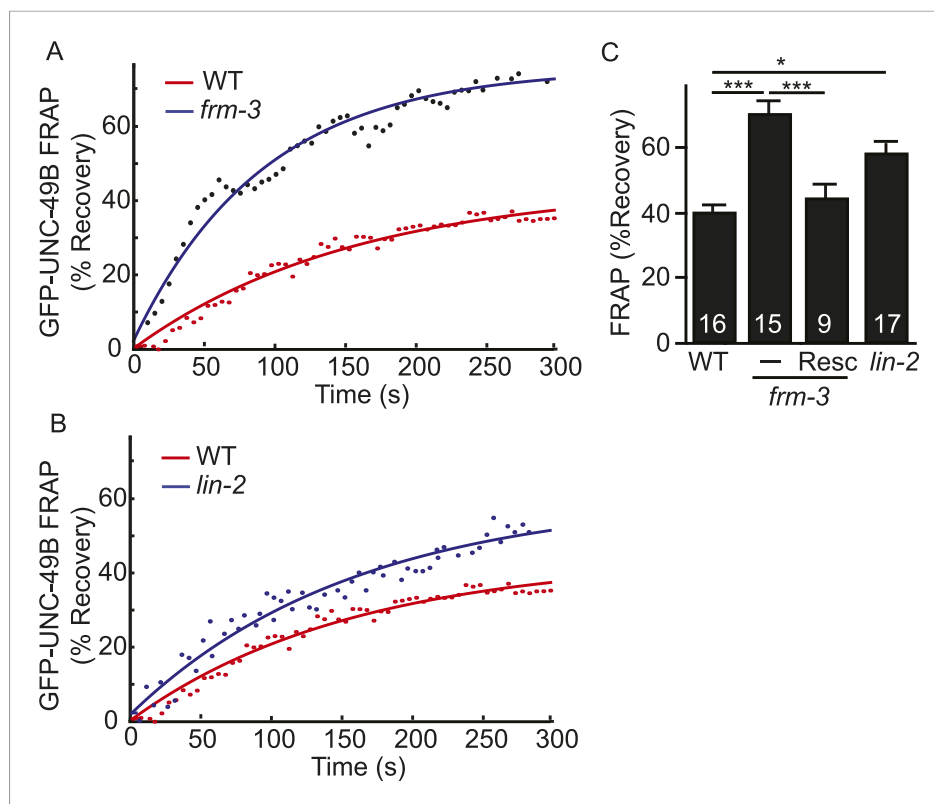 A
WT
frm-3
GFP-UNC-49B FRAP
(% Recovery)
60
40
20
0
0 50 100 150 200 250 300
Time (s)
B
WT
lin-2
GFP-UNC-49B FRAP
(% Recovery)
60
40
20
0
0 50 100 150 200 250 300
Time (s)
C
*
*** ***
FRAP (%Recovery)
60
40
20
0
16 15 9 17
WT — Resc lin-2
frm-3